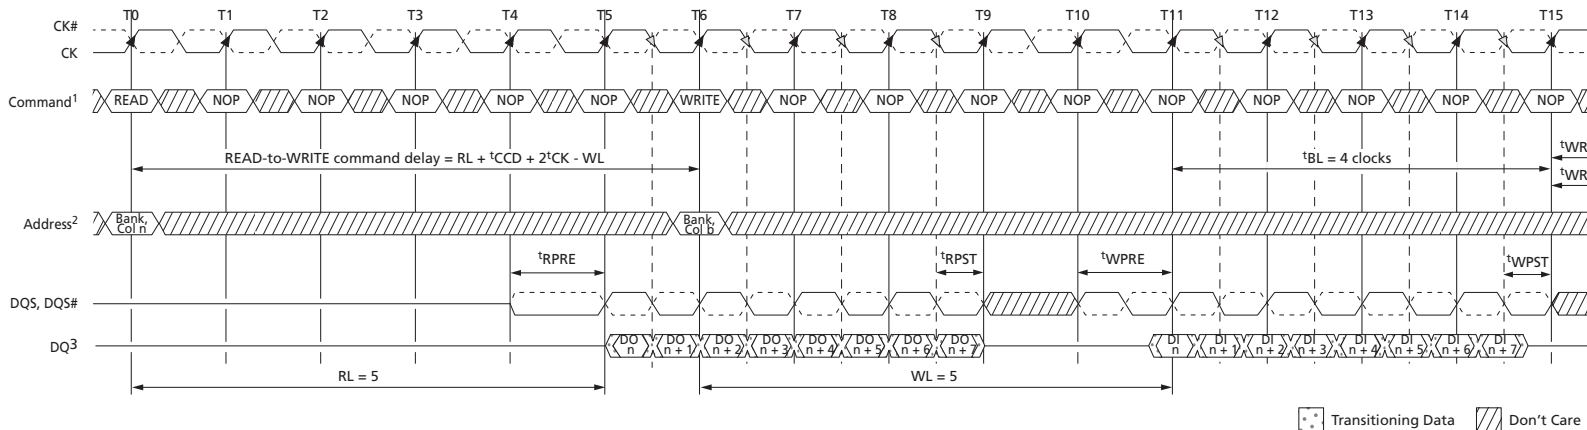 T0 T1 T2 T3 T4 T5 T6 T7 T8 T9 T10 T11 T12 T13 T14 T15
CK#
CK
Command1 READ NOP NOP NOP NOP NOP WRITE NOP NOP NOP NOP NOP NOP NOP NOP NOP
READ-to-WRITE command delay = RL + tCCD + 2tCK - WL
tBL = 4 clocks
tWR
tWR
Address2 Bank, Col n Bank, Col b
tRPRE tRPST tWPRE tWPST
DQS, DQS#
DQ3 DO n DO n + 1 DO n + 2 DO n + 3 DO n + 4 DO n + 5 DO n + 6 DO n + 7 DI n DI n + 1 DI n + 2 DI n + 3 DI n + 4 DI n + 5 DI n + 6 DI n + 7
RL = 5 WL = 5
Transitioning Data Don't Care